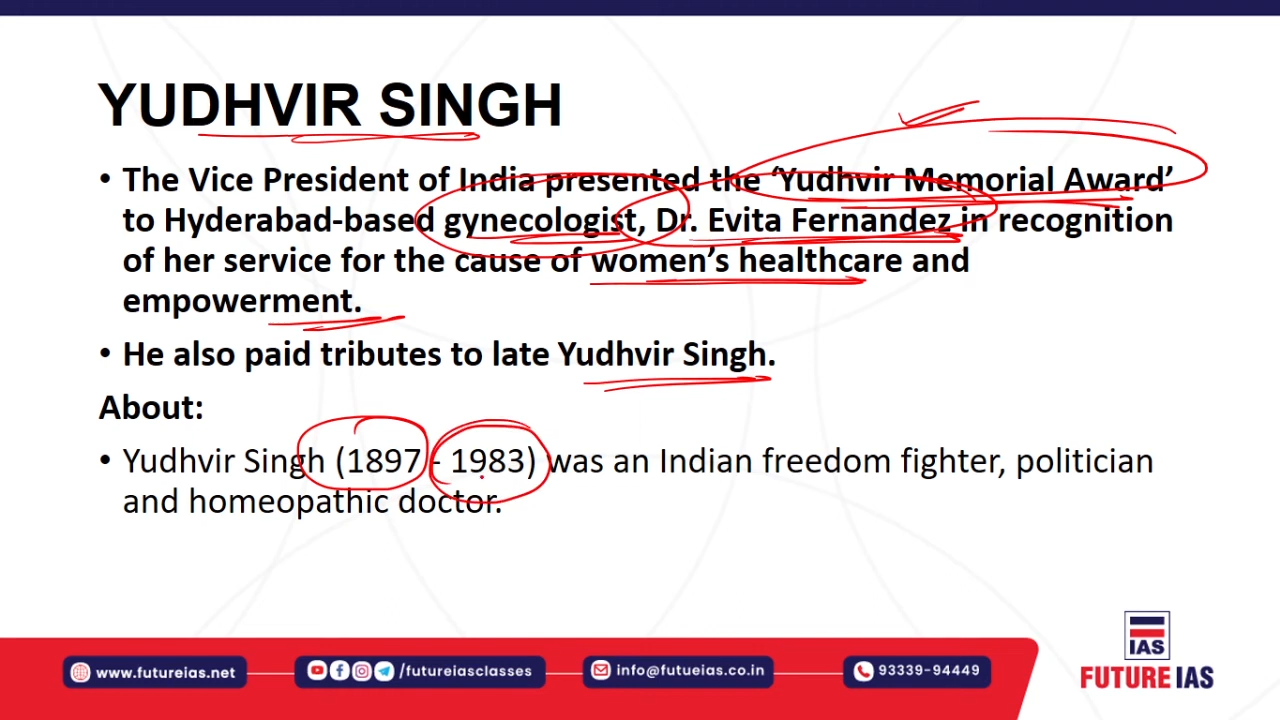 YUDHVIR SINGH
• The Vice President of India presented the ‘Yudhvir Memorial Award’
to Hyderabad-based gynecologist, Dr. Evita Fernandez in recognition
of her service for the cause of women’s healthcare and
empowerment.
• He also paid tributes to late Yudhvir Singh.
About:
• Yudhvir Singh (1897 - 1983) was an Indian freedom fighter, politician
and homeopathic doctor.
IAS
FUTURE IAS
www.futureias.net
/futureiasclasses
info@futueias.co.in
93339-94449